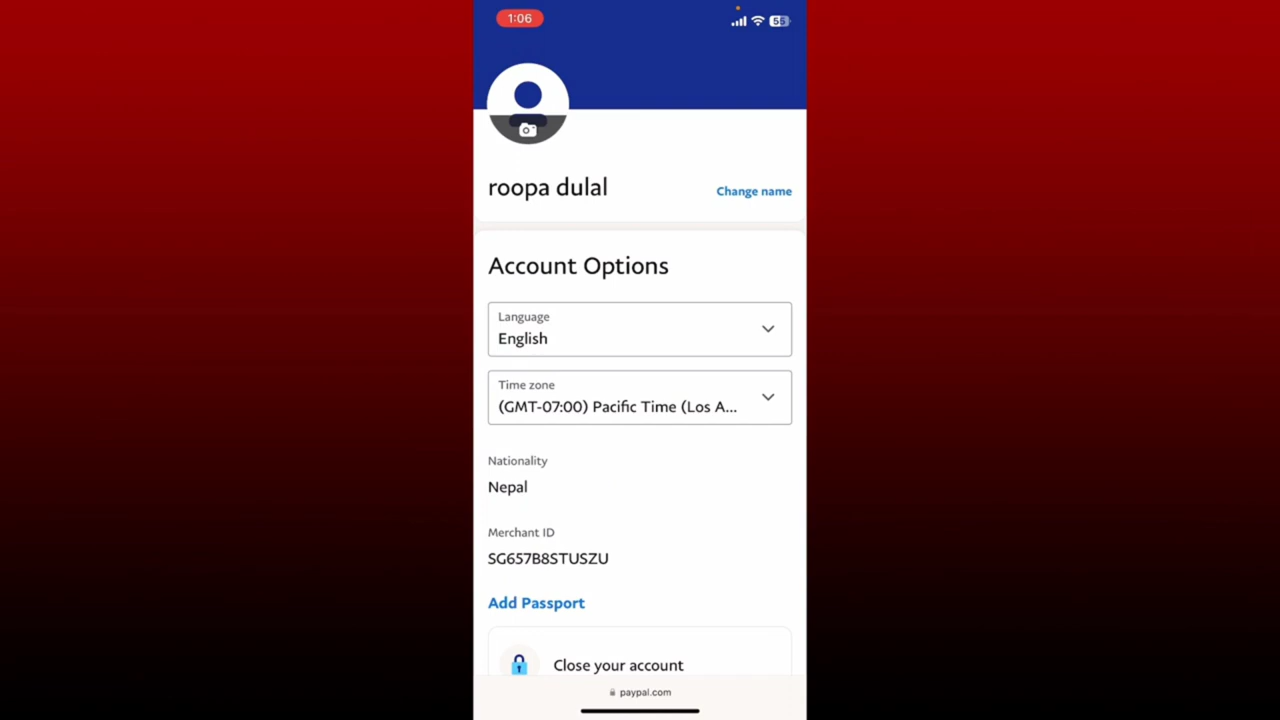 1:06
55
roopa dulal
Change name
Account Options
Language
English
Time zone
(GMT-07:00) Pacific Time (Los A...
Nationality
Nepal
Merchant ID
SG657B8STUSZU
Add Passport
Close your account
paypal.com